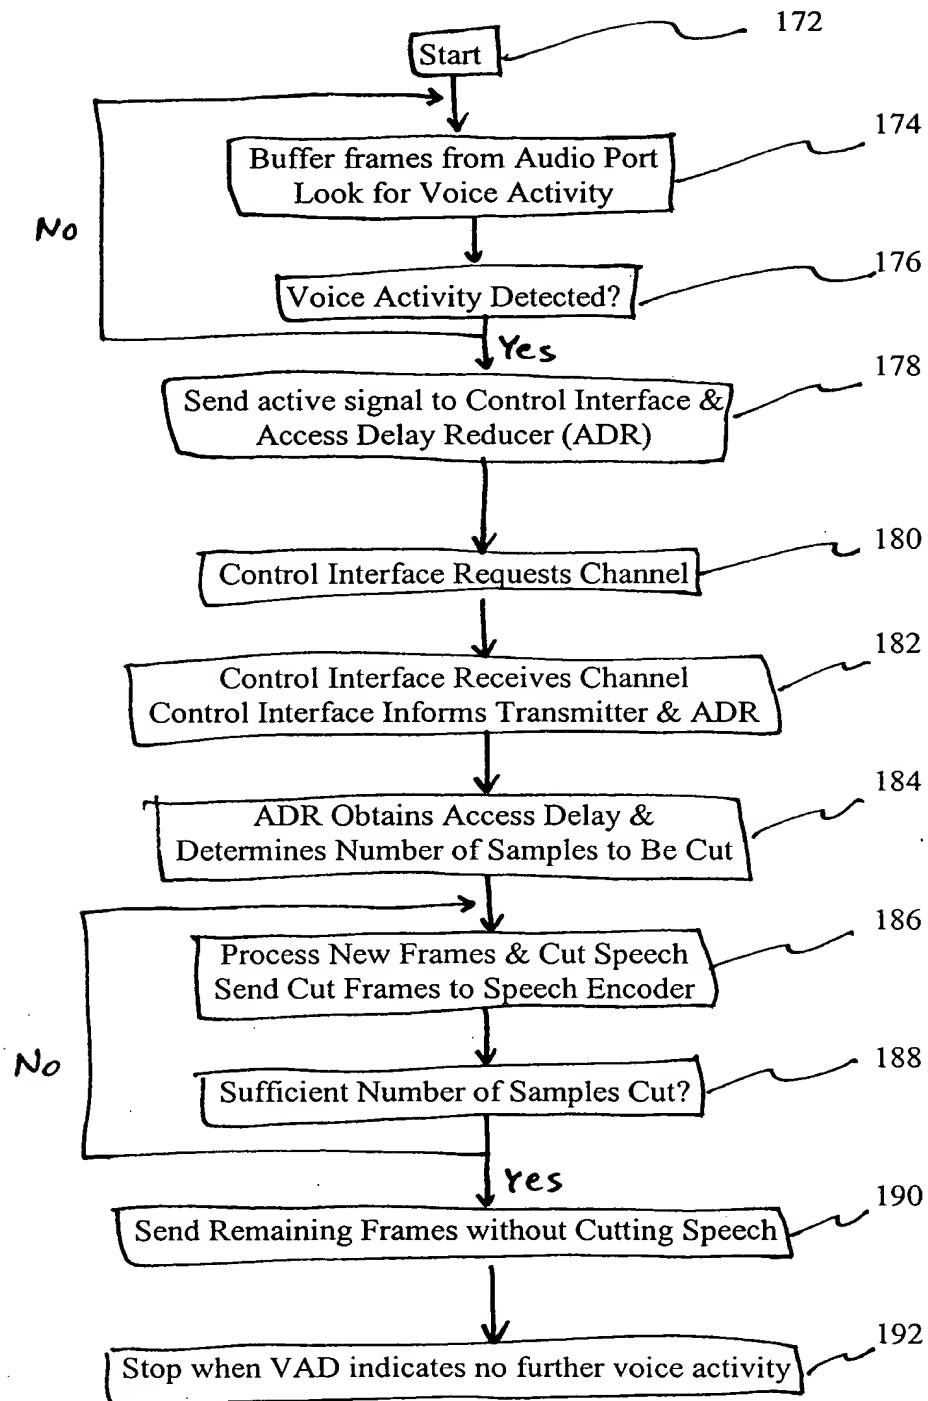 172
Start
174
Buffer frames from Audio Port
Look for Voice Activity
No
176
Voice Activity Detected?
Yes
178
Send active signal to Control Interface &
Access Delay Reducer (ADR)
180
Control Interface Requests Channel
182
Control Interface Receives Channel
Control Interface Informs Transmitter & ADR
184
ADR Obtains Access Delay &
Determines Number of Samples to Be Cut
186
Process New Frames & Cut Speech
Send Cut Frames to Speech Encoder
No
188
Sufficient Number of Samples Cut?
Yes
190
Send Remaining Frames without Cutting Speech
192
Stop when VAD indicates no further voice activity